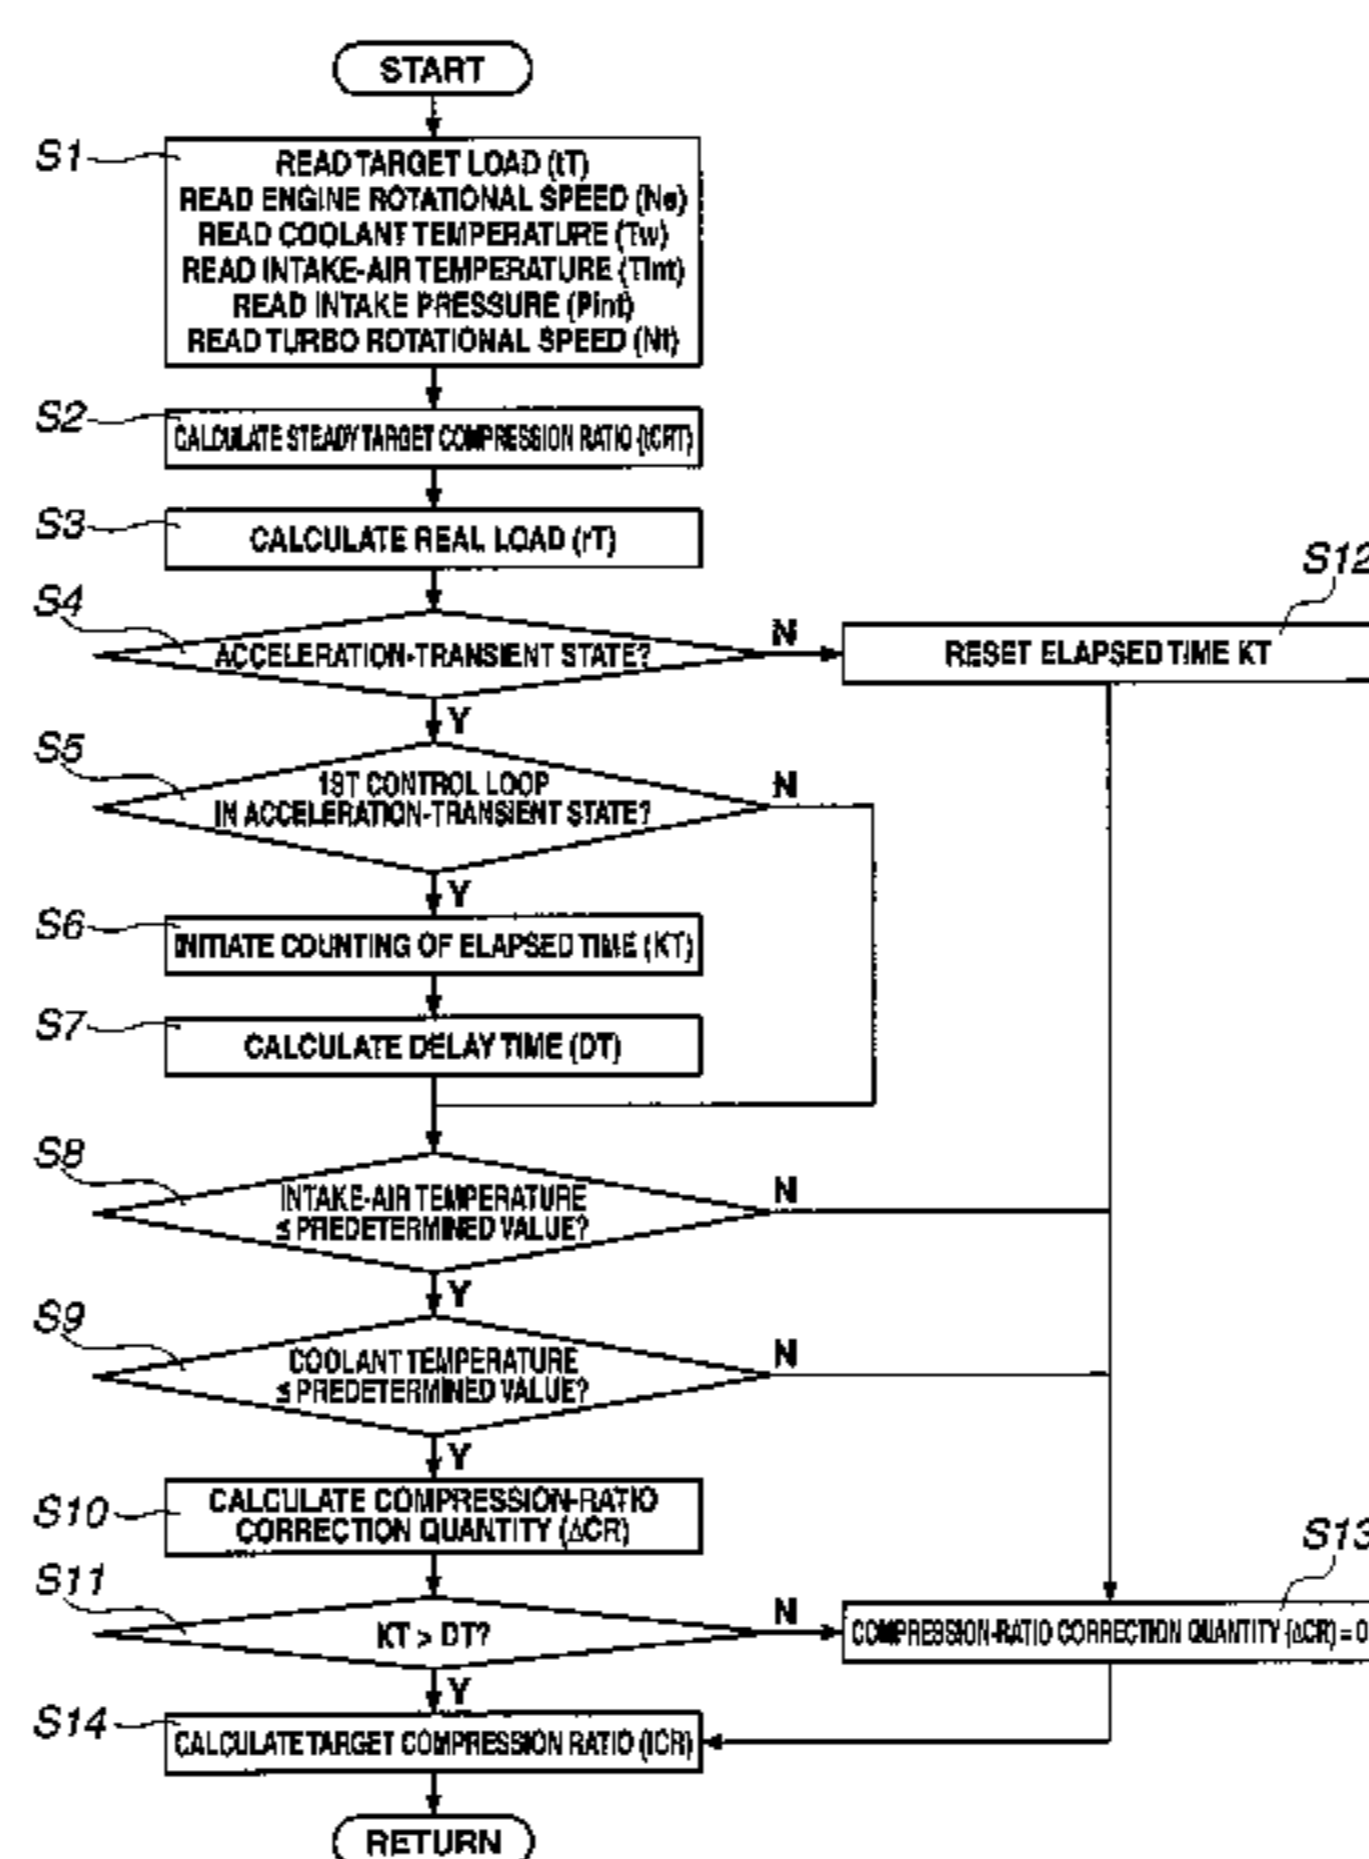 START
S1
READ TARGET LOAD (tT)
READ ENGINE ROTATIONAL SPEED (Ne)
READ COOLANT TEMPERATURE (Tw)
READ INTAKE-AIR TEMPERATURE (Tint)
READ INTAKE PRESSURE (Pint)
READ TURBO ROTATIONAL SPEED (Nt)
S2
CALCULATE STEADY TARGET COMPRESSION RATIO (tCRT)
S3
CALCULATE REAL LOAD (rT)
S4
ACCELERATION-TRANSIENT STATE?
N
S12
RESET ELAPSED TIME KT
Y
S5
1ST CONTROL LOOP
IN ACCELERATION-TRANSIENT STATE?
N
Y
S6
INITIATE COUNTING OF ELAPSED TIME (KT)
S7
CALCULATE DELAY TIME (DT)
S8
INTAKE-AIR TEMPERATURE
≤ PREDETERMINED VALUE?
N
Y
S9
COOLANT TEMPERATURE
≤ PREDETERMINED VALUE?
N
Y
S10
CALCULATE COMPRESSION-RATIO
CORRECTION QUANTITY (ΔCR)
S11
KT > DT?
N
S13
COMPRESSION-RATIO CORRECTION QUANTITY (ΔCR) = 0
Y
S14
CALCULATE TARGET COMPRESSION RATIO (tCR)
RETURN